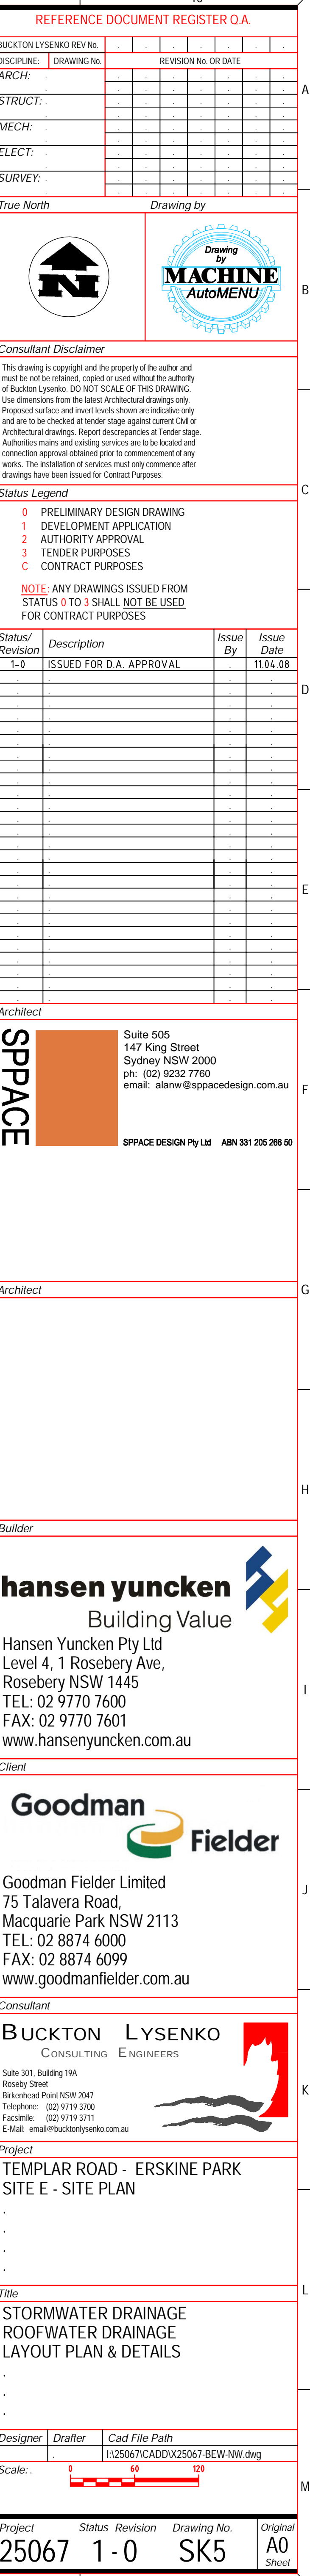 REFERENCE DOCUMENT REGISTER Q.A.
BUCKTON LYSENKO REV No.
DISCIPLINE: DRAWING No. REVISION No. OR DATE
ARCH:
STRUCT:
MECH:
ELECT:
SURVEY:
True North Drawing by
N
Drawing
by
MACHINE
AutoMENU
Consultant Disclaimer
This drawing is copyright and the property of the author and
must be not be retained, copied or used without the authority
of Buckton Lysenko. DO NOT SCALE OF THIS DRAWING.
Use dimensions from the latest Architectural drawings only.
Proposed surface and invert levels shown are indicative only
and are to be checked at tender stage against current Civil or
Architectural drawings. Report descrepancies at Tender stage.
Authorities mains and existing services are to be located and
connection approval obtained prior to commencement of any
works. The installation of services must only commence after
drawings have been issued for Contract Purposes.
Status Legend
0 PRELIMINARY DESIGN DRAWING
1 DEVELOPMENT APPLICATION
2 AUTHORITY APPROVAL
3 TENDER PURPOSES
C CONTRACT PURPOSES
NOTE: ANY DRAWINGS ISSUED FROM
STATUS 0 TO 3 SHALL NOT BE USED
FOR CONTRACT PURPOSES
Status/ Revision Description Issue By Issue Date
1-0 ISSUED FOR D.A. APPROVAL . 11.04.08
Architect
SPPACE
Suite 505
147 King Street
Sydney NSW 2000
ph: (02) 9232 7760
email: alanw@sppacedesign.com.au
SPPACE DESIGN Pty Ltd ABN 331 205 266 50
Architect
Builder
hansen yuncken
Building Value
Hansen Yuncken Pty Ltd
Level 4, 1 Rosebery Ave,
Rosebery NSW 1445
TEL: 02 9770 7600
FAX: 02 9770 7601
www.hansenyuncken.com.au
Client
Goodman
Fielder
Goodman Fielder Limited
75 Talavera Road,
Macquarie Park NSW 2113
TEL: 02 8874 6000
FAX: 02 8874 6099
www.goodmanfielder.com.au
Consultant
BUCKTON LYSENKO
CONSULTING ENGINEERS
Suite 301, Building 19A
Roseby Street
Birkenhead Point NSW 2047
Telephone: (02) 9719 3700
Facsimile: (02) 9719 3711
E-Mail: email@bucktonlysenko.com.au
Project
TEMPLAR ROAD - ERSKINE PARK
SITE E - SITE PLAN
Title
STORMWATER DRAINAGE
ROOFWATER DRAINAGE
LAYOUT PLAN & DETAILS
Designer Drafter Cad File Path
. I:\25067\CADD\X25067-BEW-NW.dwg
Scale: . 0 60 120
Project Status Revision Drawing No. Original
25067 1 - 0 SK5 A0
Sheet
A
B
C
D
E
F
G
H
I
J
K
L
M